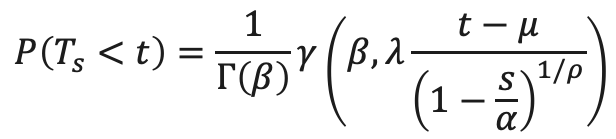 P(T_s < t) = \frac{1}{\Gamma(\beta)} \gamma \left( \beta, \lambda \frac{t - \mu}{\left(1 - \frac{s}{\alpha}\right)^{1/\rho}} \right)